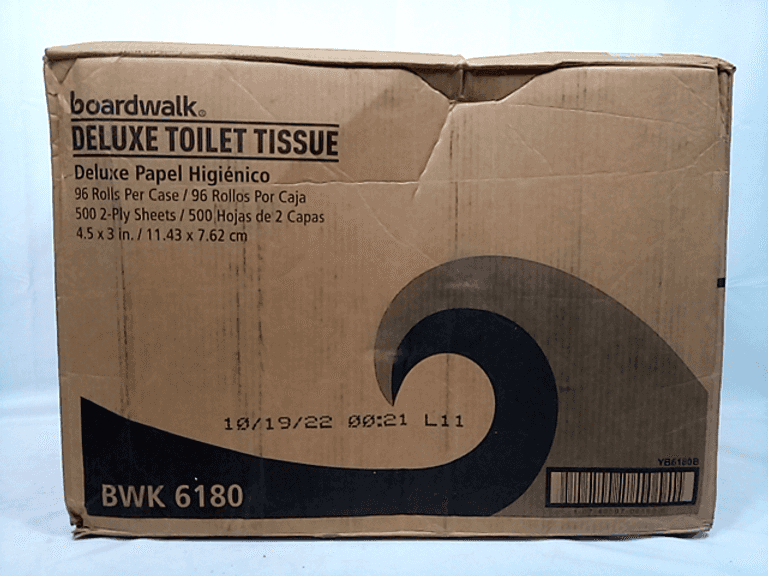 boardwalk®
DELUXE TOILET TISSUE
Deluxe Papel Higiénico
96 Rolls Per Case / 96 Rollos Por Caja
500 2-Ply Sheets / 500 Hojas de 2 Capas
4.5 x 3 in. / 11.43 x 7.62 cm
10/19/22 00:21 L11
YB6180B
BWK 6180